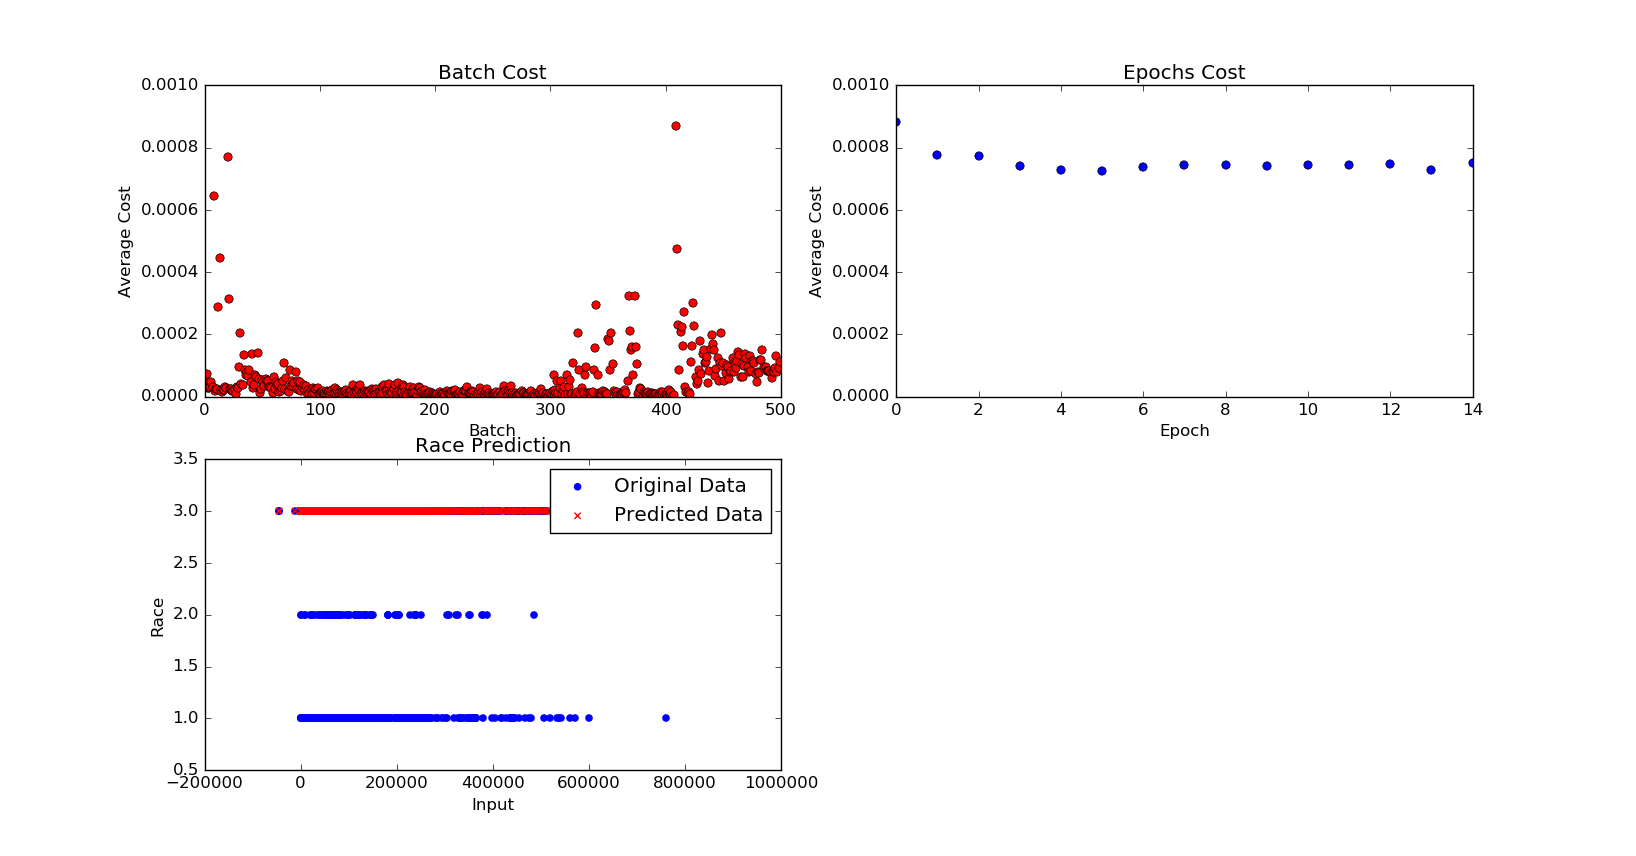 Batch Cost
Average Cost
0.0010
0.0008
0.0006
0.0004
0.0002
0.0000
0 100 200 300 400 500
Batch
Epochs Cost
Average Cost
0.0010
0.0008
0.0006
0.0004
0.0002
0.0000
0 2 4 6 8 10 12 14
Epoch
Race Prediction
Race
3.5
3.0
2.5
2.0
1.5
1.0
0.5
Original Data
Predicted Data
−200000 0 200000 400000 600000 800000 1000000
Input